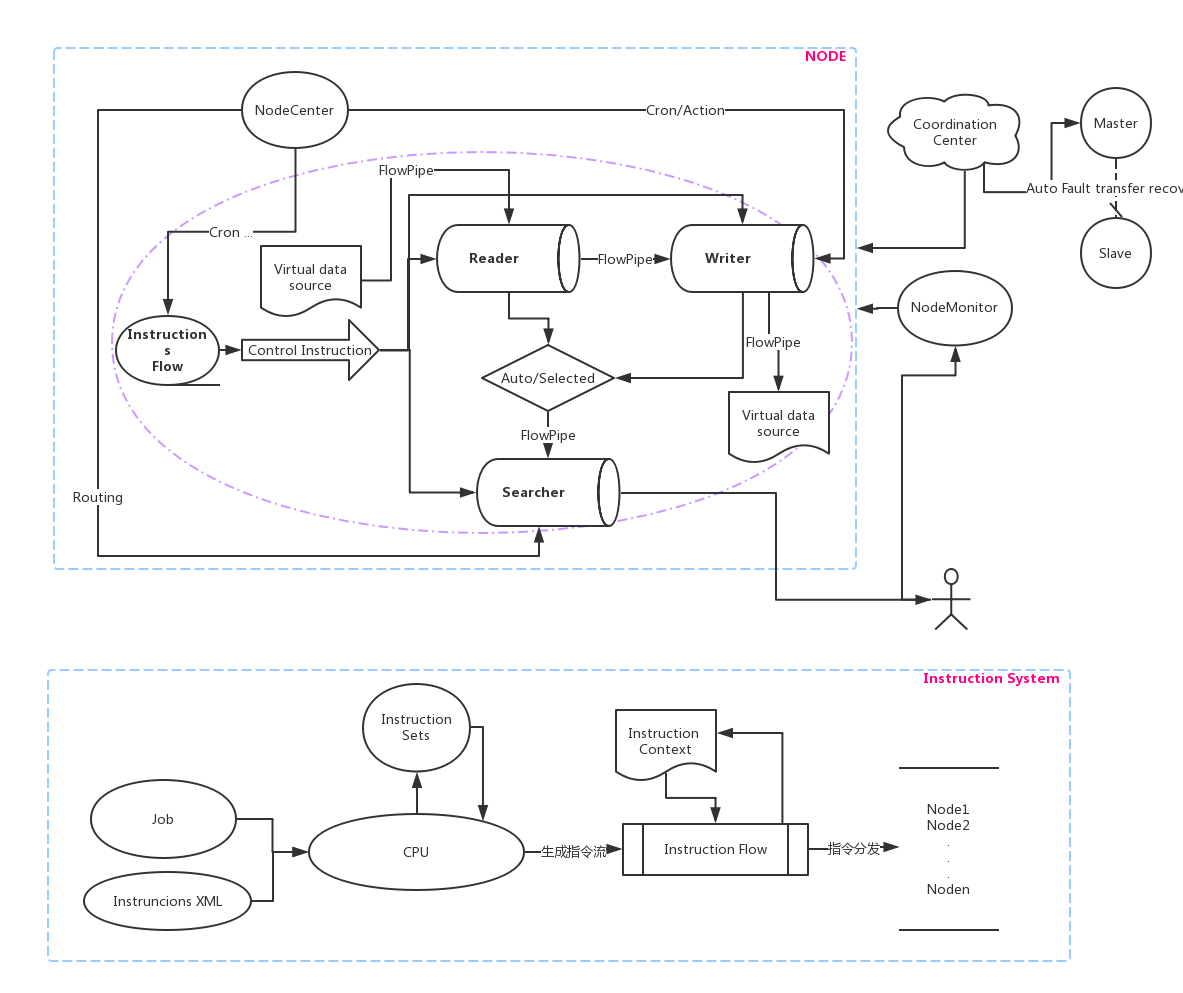 NODE
NodeCenter
Cron/Action
Coordination
Center
Master
FlowPipe
Auto Fault transfer recov
Cron ...
Virtual data
source
Reader
FlowPipe
Writer
Slave
NodeMonitor
Instruction
s
Flow
Control Instruction
FlowPipe
Auto/Selected
Virtual data
source
FlowPipe
Searcher
Routing
Instruction System
Instruction
Sets
Instruction
Context
Job
CPU
生成指令流
Instruction Flow
指令分发
Node1
Node2
.
.
.
Noden
Instruncions XML